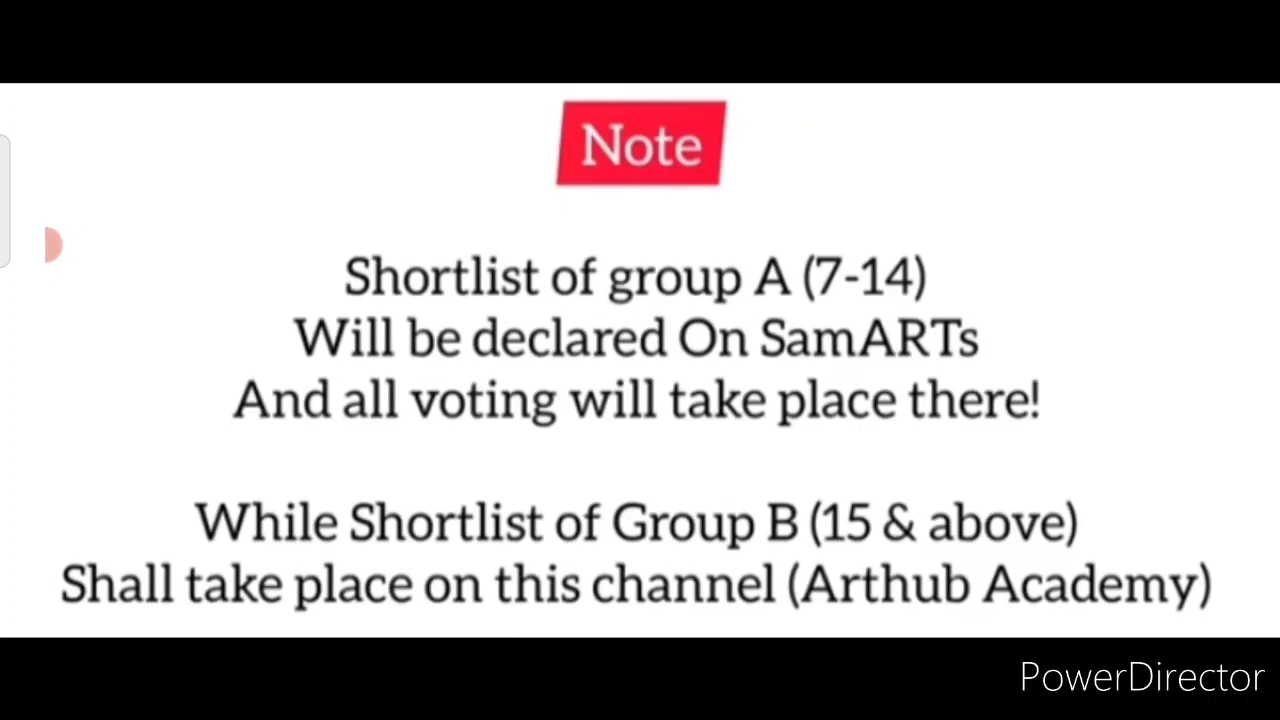 Note
Shortlist of group A (7-14)
Will be declared On SamARTs
And all voting will take place there!
While Shortlist of Group B (15 & above)
Shall take place on this channel (Arthub Academy)
PowerDirector